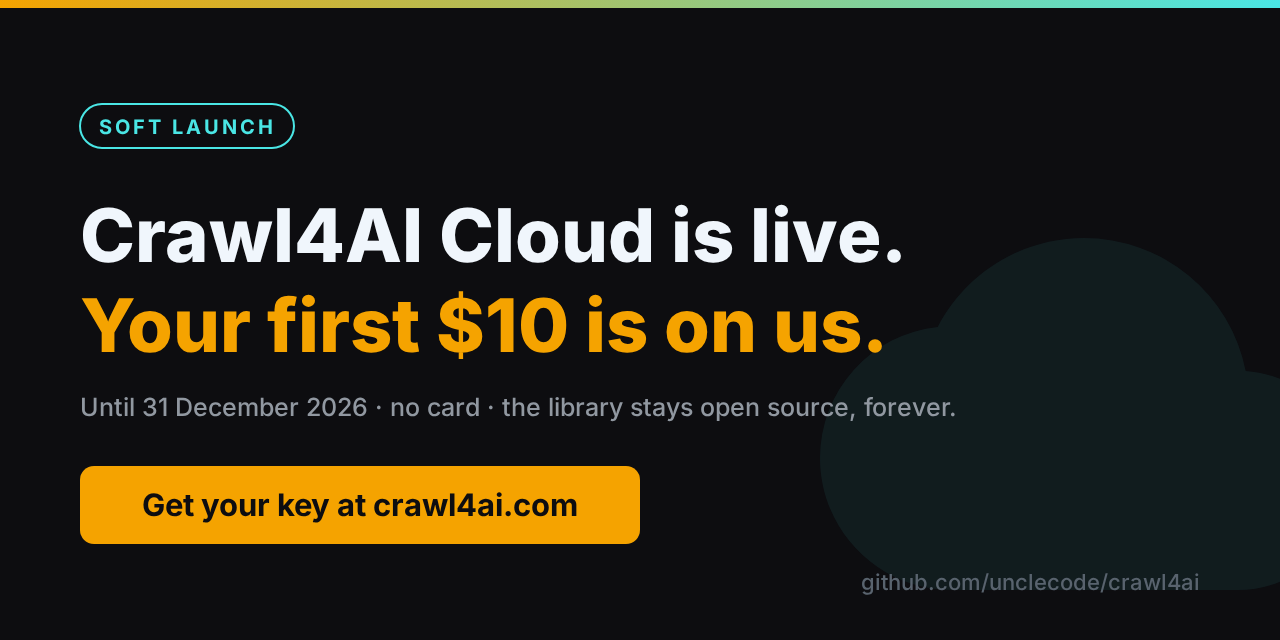 SOFT LAUNCH
Crawl4AI Cloud is live.
Your first $10 is on us.
Until 31 December 2026 · no card · the library stays open source, forever.
Get your key at crawl4ai.com
github.com/unclecode/crawl4ai